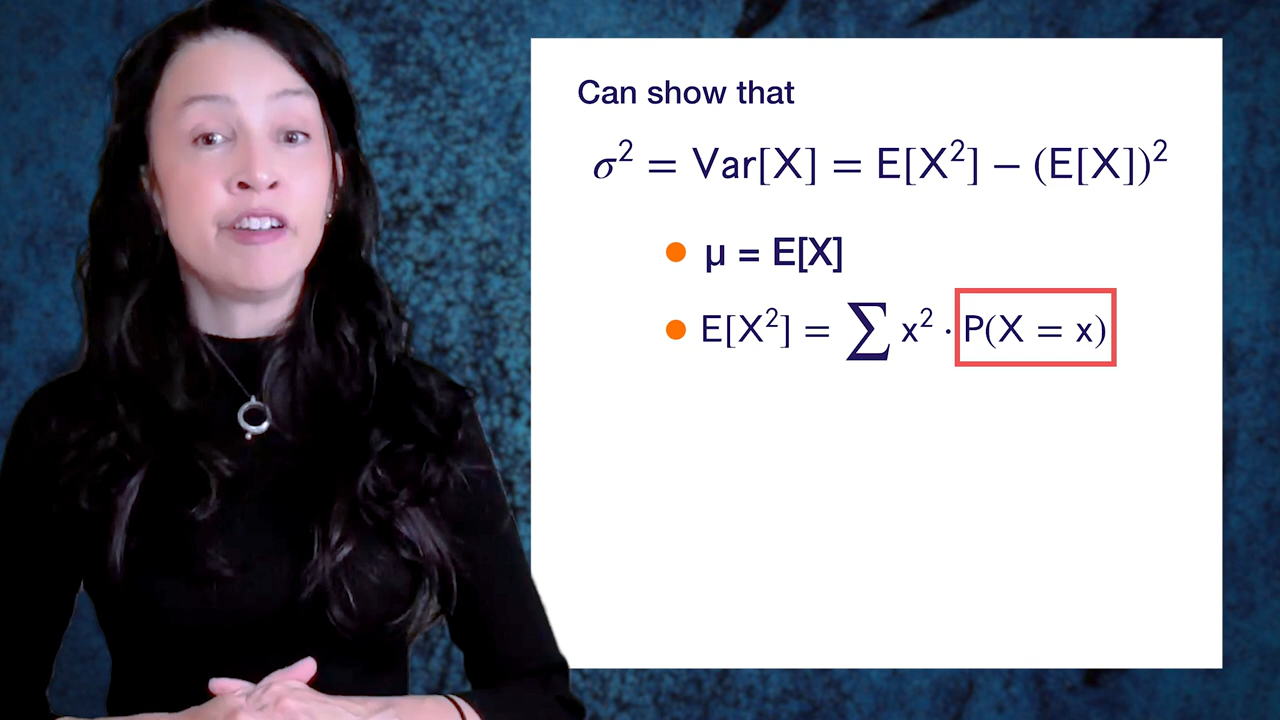 Can show that
σ² = Var[X] = E[X²] − (E[X])²
μ = E[X]
E[X²] = ∑ x² · P(X = x)